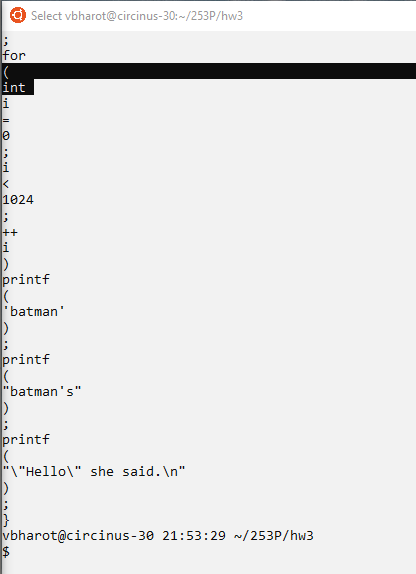 Select vbharot@circinus-30:~/253P/hw3
;
for
(
int
i
=
0
;
i
<
1024
;
++
i
)
printf
(
'batman'
)
;
printf
(
"batman's"
)
;
printf
(
"\"Hello\" she said.\n"
)
;
}
vbharot@circinus-30 21:53:29 ~/253P/hw3
$